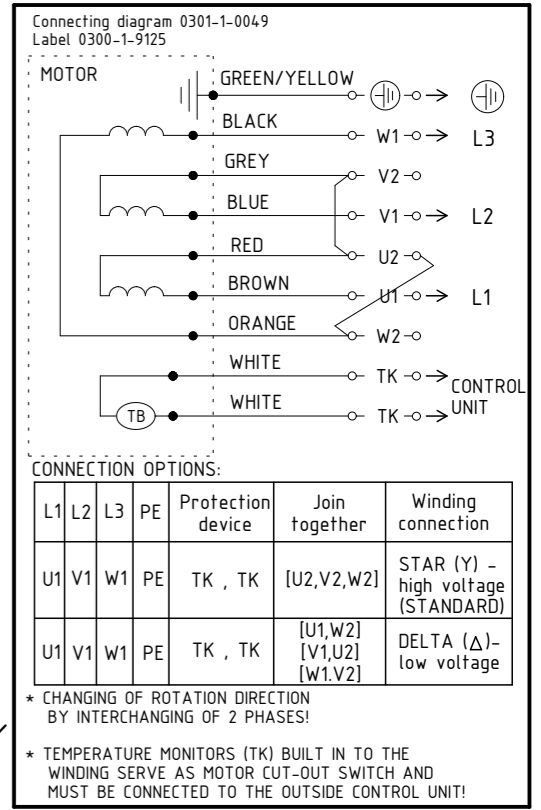 Connecting diagram 0301-1-0049
Label 0300-1-9125
MOTOR
GREEN/YELLOW
BLACK W1 L3
GREY V2
BLUE V1 L2
RED U2
BROWN U1 L1
ORANGE W2
WHITE TK CONTROL
WHITE TK UNIT
TB
CONNECTION OPTIONS:
L1 L2 L3 PE Protection device Join together Winding connection
U1 V1 W1 PE TK , TK [U2,V2,W2] STAR (Y) - high voltage (STANDARD)
U1 V1 W1 PE TK , TK [U1,W2] [V1,U2] [W1.V2] DELTA (△)- low voltage
* CHANGING OF ROTATION DIRECTION
BY INTERCHANGING OF 2 PHASES!
* TEMPERATURE MONITORS (TK) BUILT IN TO THE
WINDING SERVE AS MOTOR CUT-OUT SWITCH AND
MUST BE CONNECTED TO THE OUTSIDE CONTROL UNIT!